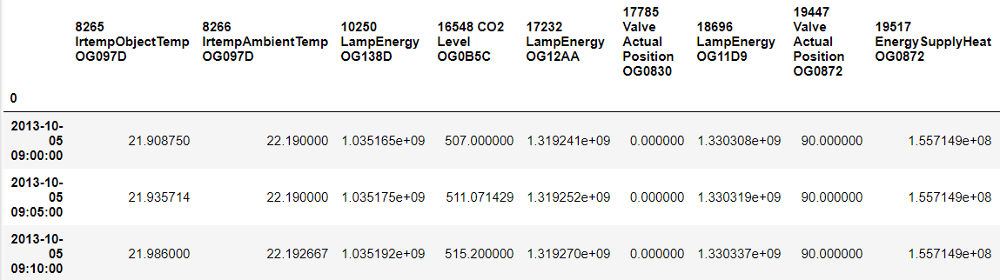 8265 IrtempObjectTemp OG097D
8266 IrtempAmbientTemp OG097D
10250 LampEnergy OG138D
16548 CO2 Level OG0B5C
17232 LampEnergy OG12AA
17785 Valve Actual Position OG0830
18696 LampEnergy OG11D9
19447 Valve Actual Position OG0872
19517 EnergySupplyHeat OG0872
0
2013-10-05 09:00:00 21.908750 22.190000 1.035165e+09 507.000000 1.319241e+09 0.000000 1.330308e+09 90.000000 1.557149e+08
2013-10-05 09:05:00 21.935714 22.190000 1.035175e+09 511.071429 1.319252e+09 0.000000 1.330319e+09 90.000000 1.557149e+08
2013-10-05 09:10:00 21.986000 22.192667 1.035192e+09 515.200000 1.319270e+09 0.000000 1.330337e+09 90.000000 1.557149e+08